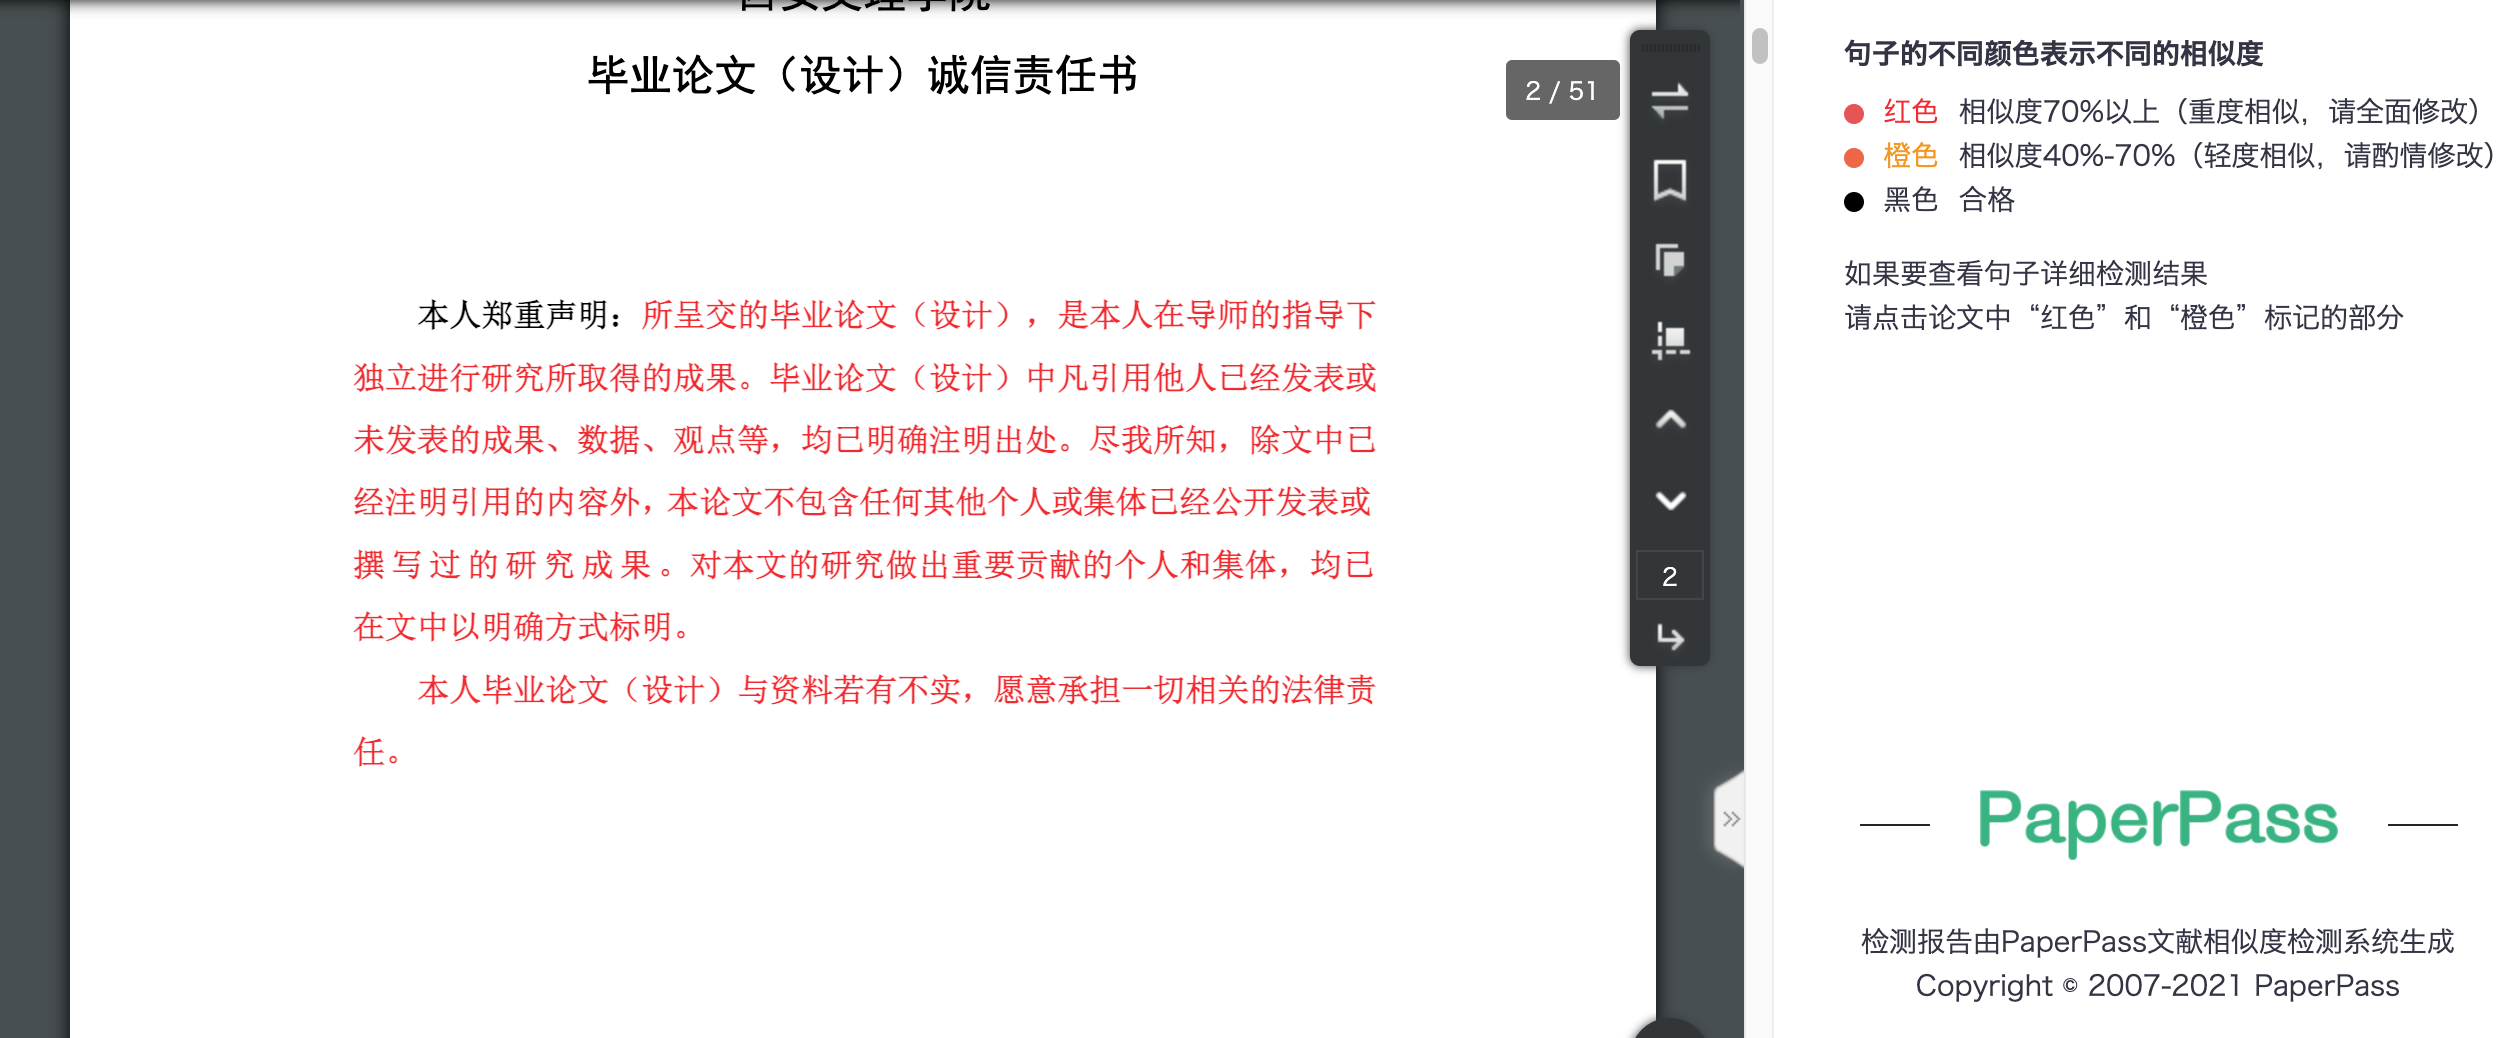 毕业论文（设计）诚信责任书
2 / 51
本人郑重声明：所呈交的毕业论文（设计），是本人在导师的指导下
独立进行研究所取得的成果。毕业论文（设计）中凡引用他人已经发表或
未发表的成果、数据、观点等，均已明确注明出处。尽我所知，除文中已
经注明引用的内容外，本论文不包含任何其他个人或集体已经公开发表或
撰写过的研究成果。对本文的研究做出重要贡献的个人和集体，均已
在文中以明确方式标明。
本人毕业论文（设计）与资料若有不实，愿意承担一切相关的法律责
任。
2
句子的不同颜色表示不同的相似度
红色 相似度70%以上（重度相似，请全面修改）
橙色 相似度40%-70%（轻度相似，请酌情修改）
黑色 合格
如果要查看句子详细检测结果
请点击论文中“红色”和“橙色”标记的部分
PaperPass
检测报告由PaperPass文献相似度检测系统生成
Copyright © 2007-2021 PaperPass